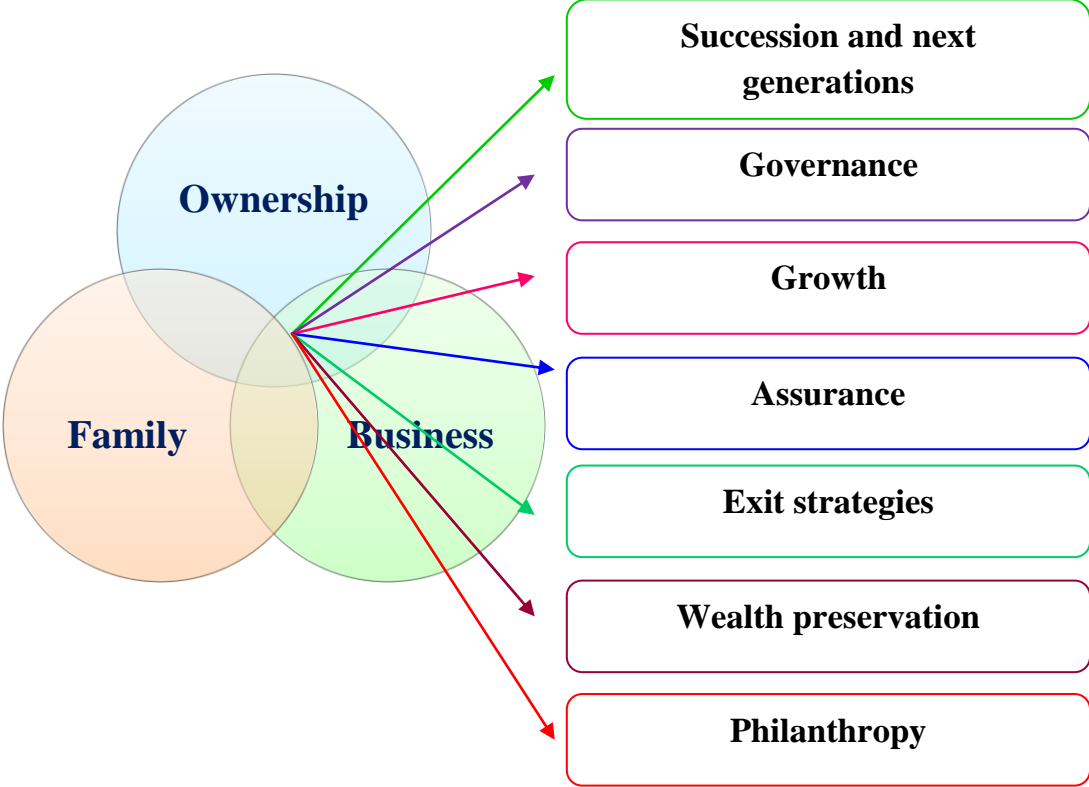 Ownership
Family
Business
Succession and next
generations
Governance
Growth
Assurance
Exit strategies
Wealth preservation
Philanthropy